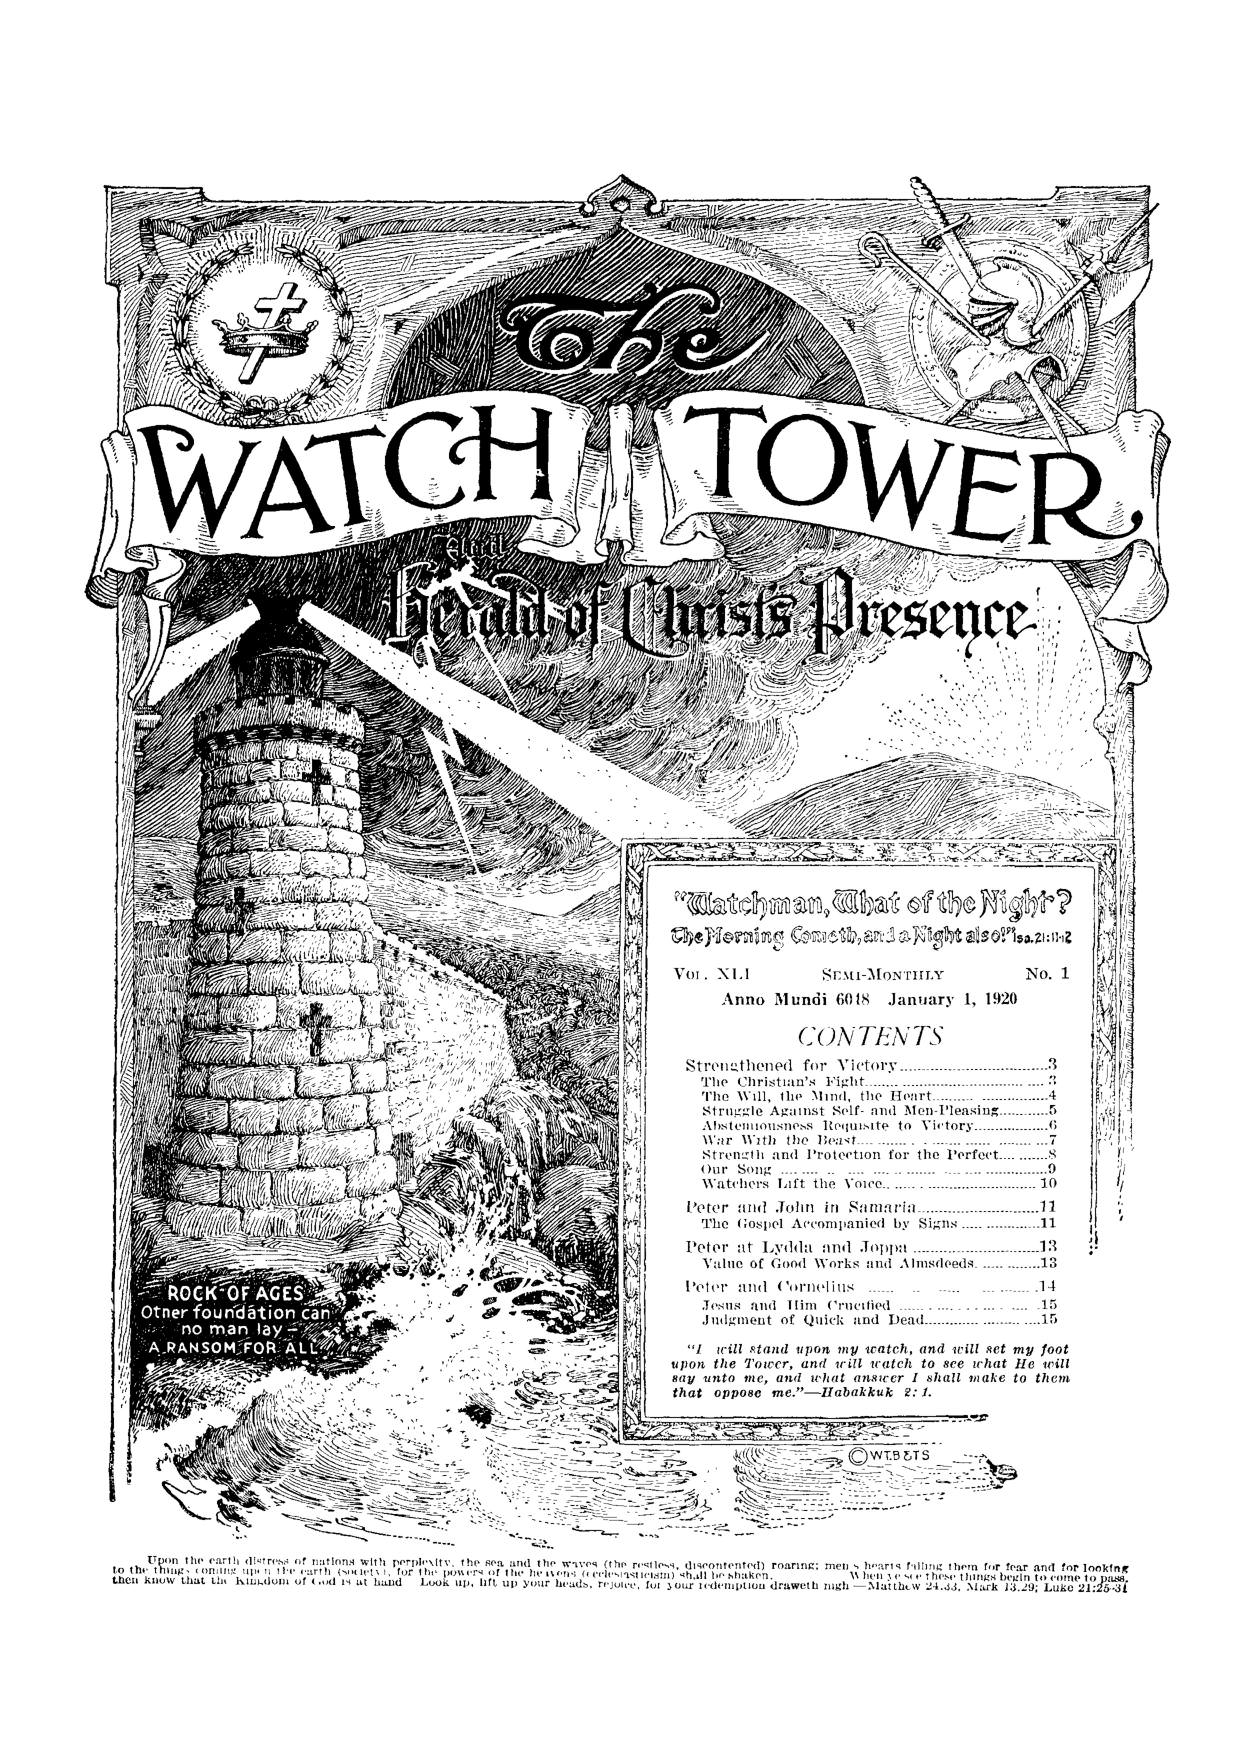 The
WATCH TOWER
And
Herald of Christ's Presence
"Watchman, What of the Night?
The Morning Cometh, and a Night also!" Isa. 21:11-12
VOL. XLI SEMI-MONTHLY No. 1
Anno Mundi 6048 January 1, 1920
CONTENTS
Strengthened for Victory 3
The Christian's Fight 3
The Will, the Mind, the Heart 4
Struggle Against Self- and Men-Pleasing 5
Abstemiousness Requisite to Victory 6
War With the Beast 7
Strength and Protection for the Perfect 8
Our Song 9
Watchers Lift the Voice 10
Peter and John in Samaria 11
The Gospel Accompanied by Signs 11
Peter at Lydda and Joppa 13
Value of Good Works and Almsdeeds. 13
Peter and Cornelius 14
Jesus and Him Crucified 15
Judgment of Quick and Dead 15
"I will stand upon my watch, and will set my foot
upon the Tower, and will watch to see what He will
say unto me, and what answer I shall make to them
that oppose me."—Habakkuk 2:1.
ROCK OF AGES
Other foundation can
no man lay —
A RANSOM FOR ALL
©W.T.B.&T.S
Upon the earth distress of nations with perplexity, the sea and the waves (the restless, discontented) roaring; men's hearts failing them for fear and for looking
to the things coming upon the earth (society), for the powers of the heavens (ecclesiasticism) shall be shaken. When ye see these things begin to come to pass,
then know that the Kingdom of God is at hand Look up, lift up your heads, rejoice, for your redemption draweth nigh—Matthew 24.33, Mark 13.29; Luke 21:25-31